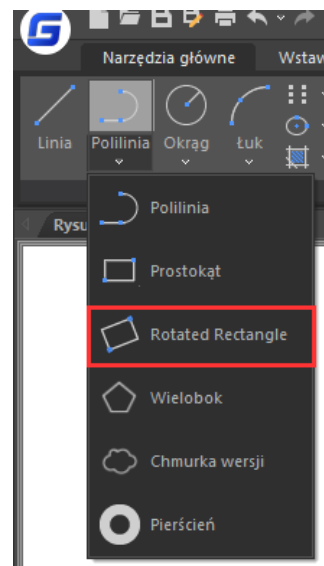 G
Narzędzia główne Wstaw
Linia Polilinia Okrąg Łuk
Rysu
Polilinia
Prostokąt
Rotated Rectangle
Wielobok
Chmurka wersji
Pierścień